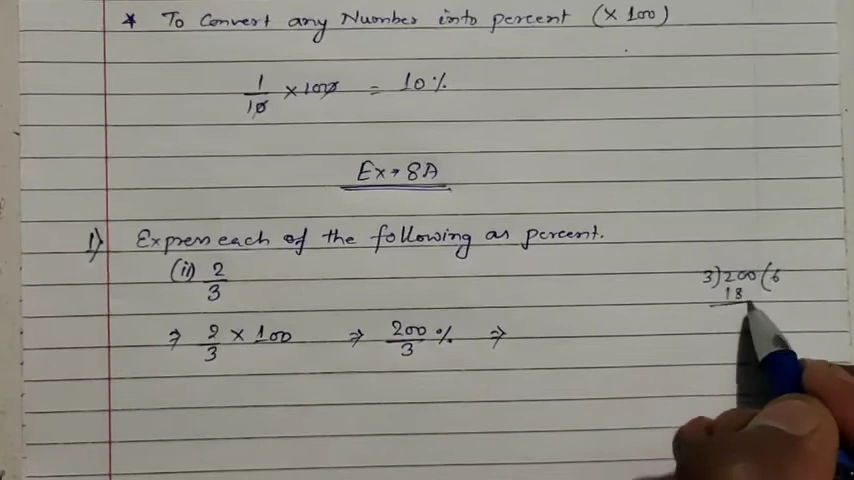 * To Convert any Number into percent (× 100)
1/10 × 100 = 10%
Ex → 8A
1) Express each of the following as percent.
(ii) 2/3
⇒ 2/3 × 100 ⇒ 200/3 % ⇒
3)200(6
18